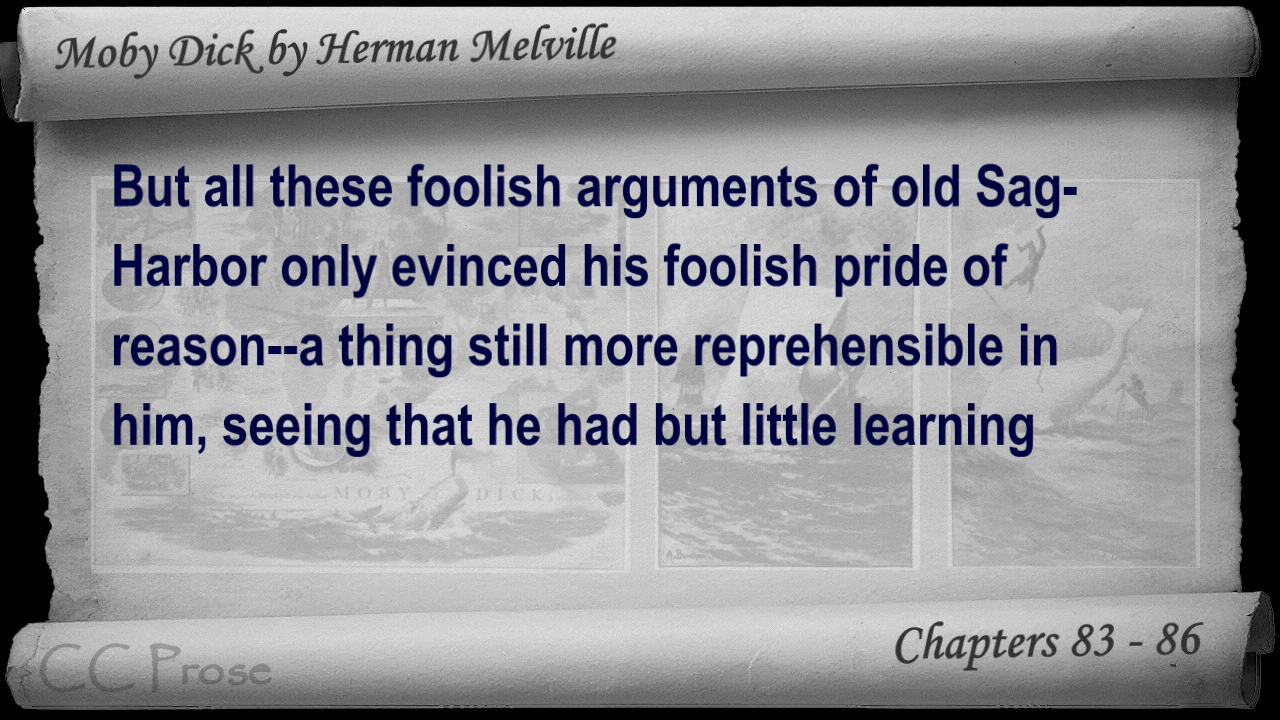 Moby Dick by Herman Melville
But all these foolish arguments of old Sag-
Harbor only evinced his foolish pride of
reason--a thing still more reprehensible in
him, seeing that he had but little learning
MOBY DICK
Chapters 83 - 86
CC Prose